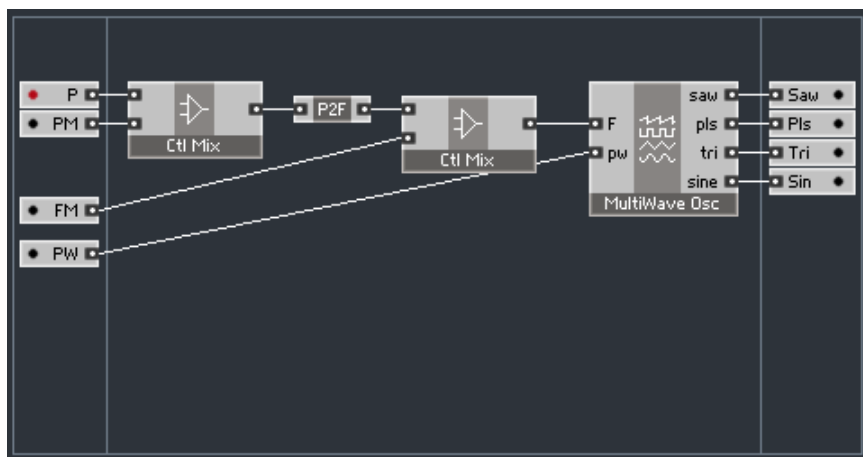 P
PM
FM
PW
Ctl Mix
P2F
Ctl Mix
F
pw
saw
pls
tri
sine
MultiWave Osc
Saw
Pls
Tri
Sin